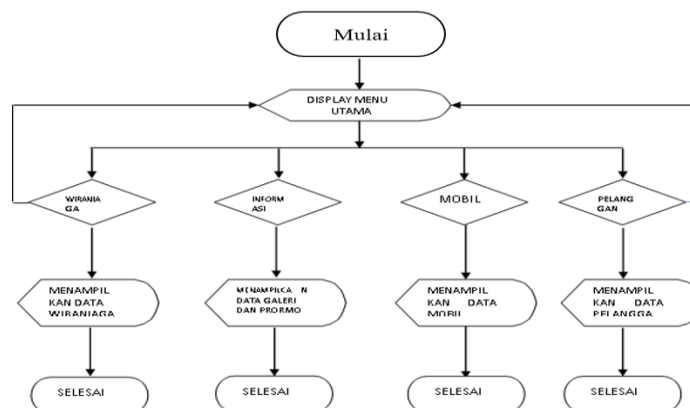 Mulai
DISPLAY MENU
UTAMA
WIRANIA
GA
INFORM
ASI
MOBIL
PELANG
GAN
MENAMPIL
KAN DATA
WIRANIAGA
DATA GALERI
DAN PRORMO
MENAMPIL
KAN DATA
MOBIL
MENAMPIL
KAN DATA
PELANGGA
SELESAI
SELESAI
SELESAI
SELESAI